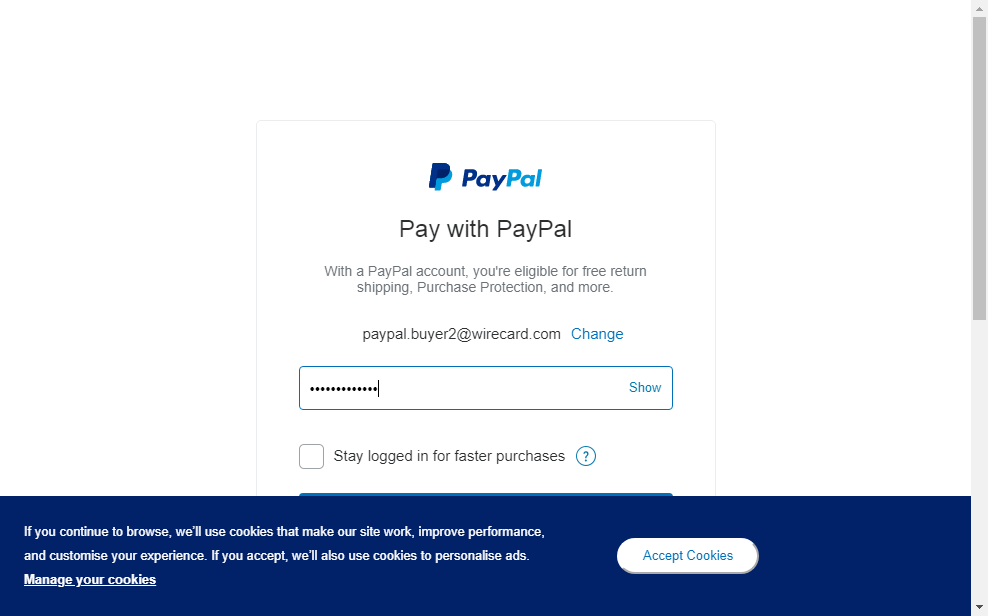 PayPal
Pay with PayPal
With a PayPal account, you're eligible for free return
shipping, Purchase Protection, and more.
paypal.buyer2@wirecard.com Change
••••••••••••• Show
Stay logged in for faster purchases ?
If you continue to browse, we’ll use cookies that make our site work, improve performance,
and customise your experience. If you accept, we’ll also use cookies to personalise ads.
Manage your cookies
Accept Cookies